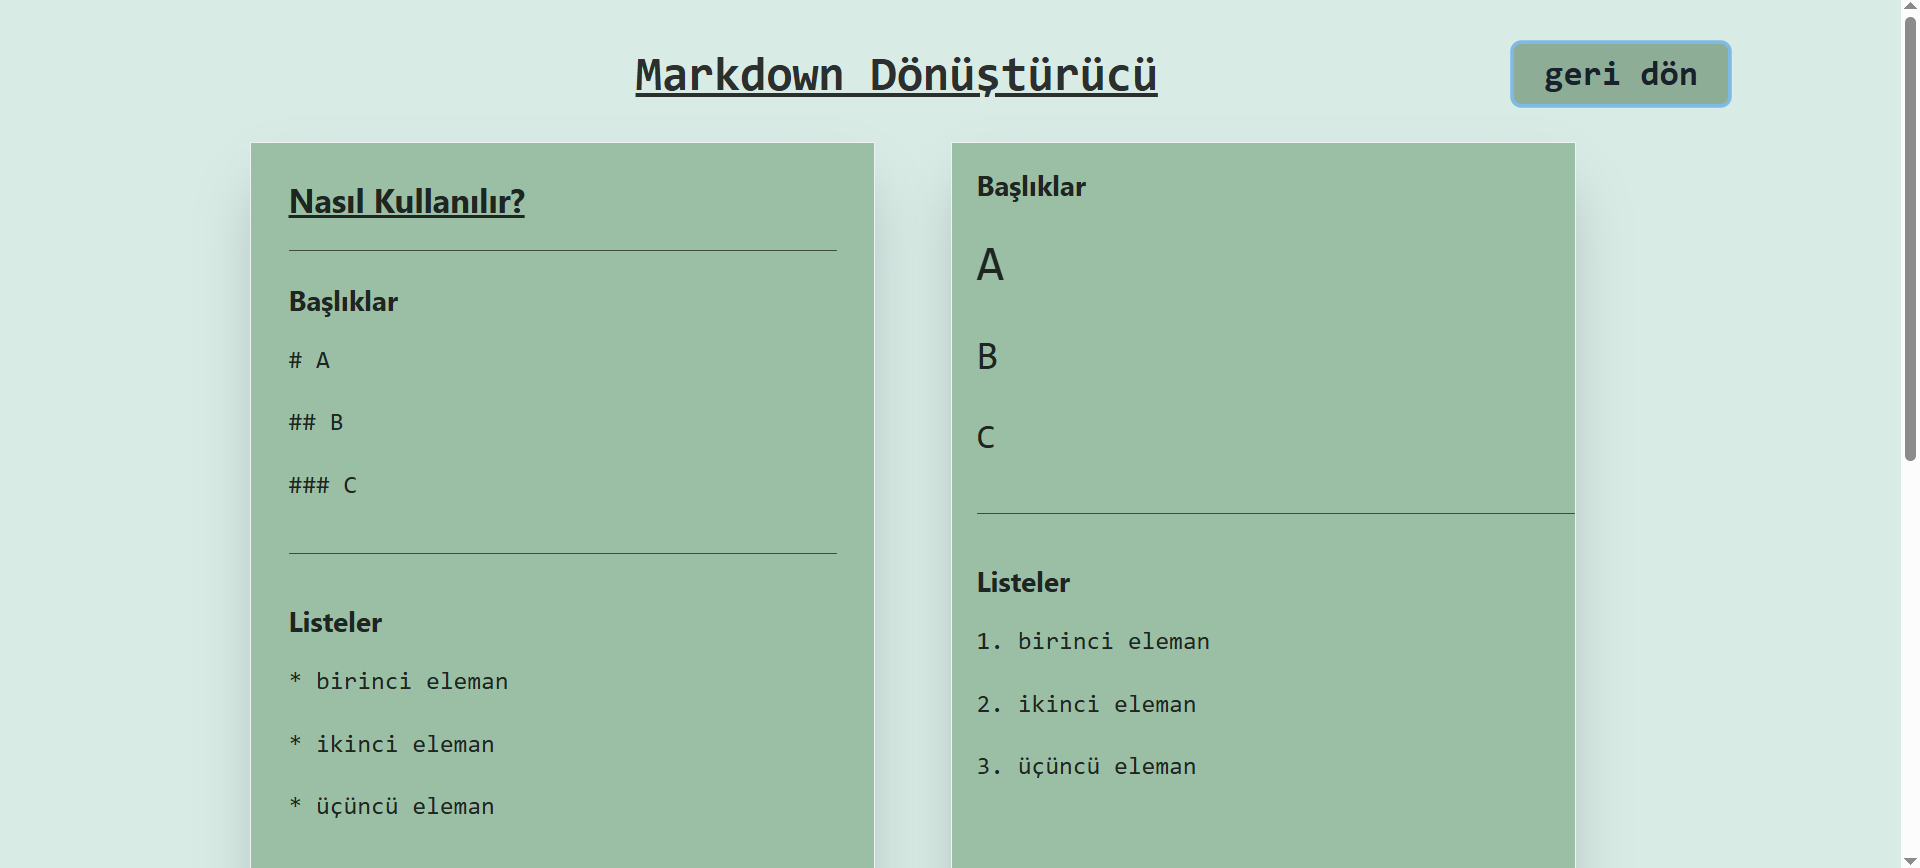 Markdown Dönüştürücü
geri dön
Nasıl Kullanılır?
Başlıklar
# A
## B
### C
Listeler
* birinci eleman
* ikinci eleman
* üçüncü eleman
Başlıklar
A
B
C
Listeler
1. birinci eleman
2. ikinci eleman
3. üçüncü eleman